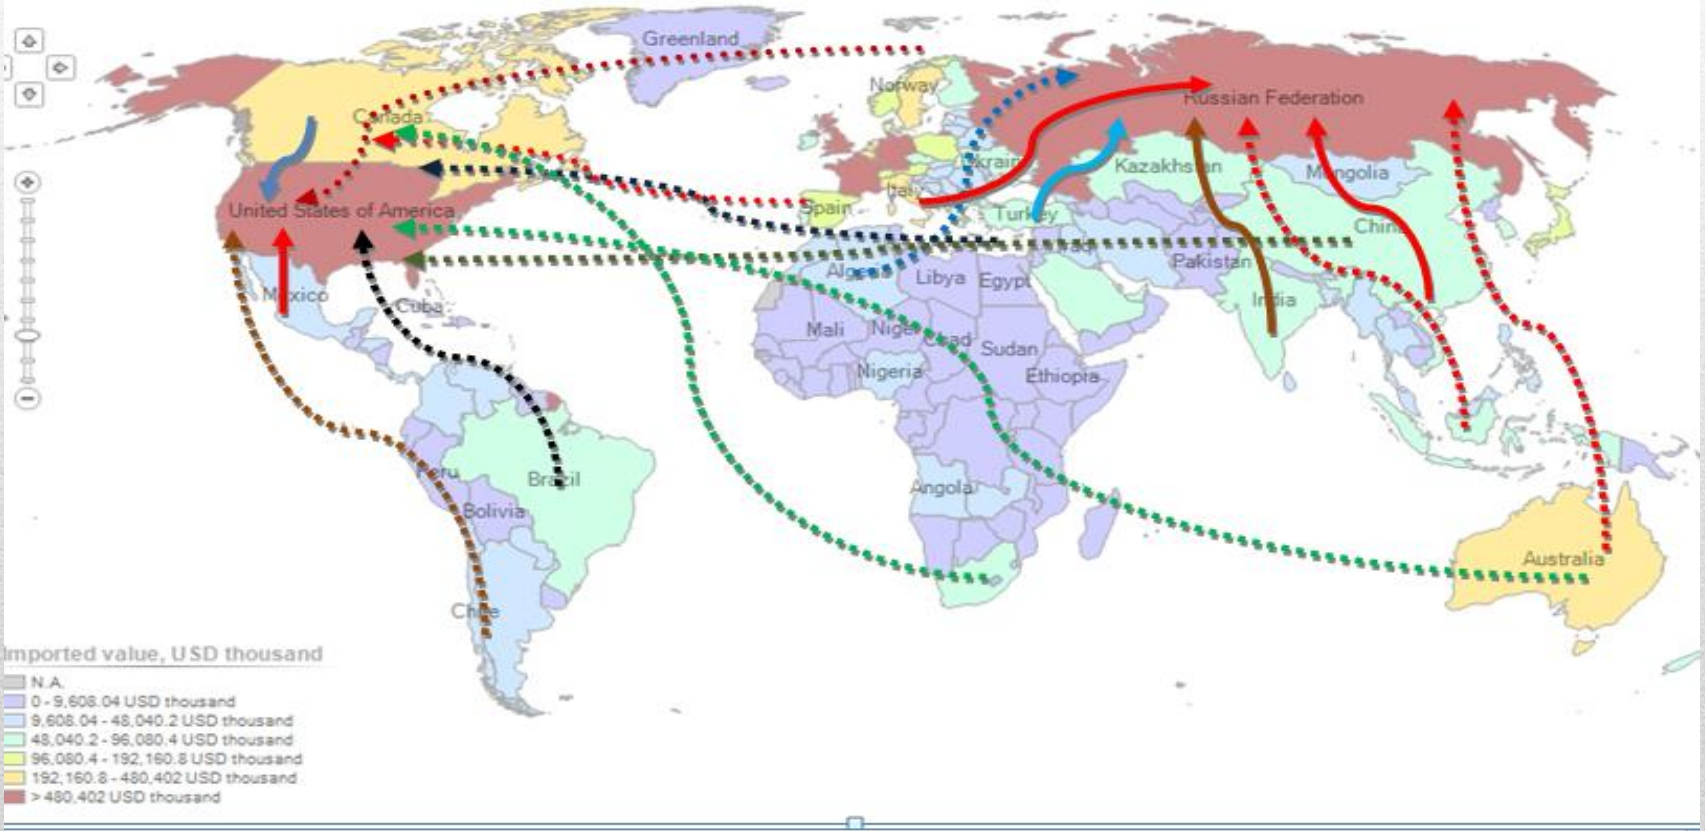 Greenland
Norway
Canada
Russian Federation
Ukraine
Kazakhstan
Mongolia
Italy
United States of America
Spain
Turkey
China
Iraq
Pakistan
Algeria
Libya
Egypt
Mexico
Cuba
India
Mali
Niger
Chad
Sudan
Nigeria
Ethiopia
Peru
Brazil
Angola
Bolivia
Australia
Chile
Imported value, USD thousand
N.A.
0 - 9,608.04 USD thousand
9,608.04 - 48,040.2 USD thousand
48,040.2 - 96,080.4 USD thousand
96,080.4 - 192,160.8 USD thousand
192,160.8 - 480,402 USD thousand
> 480,402 USD thousand